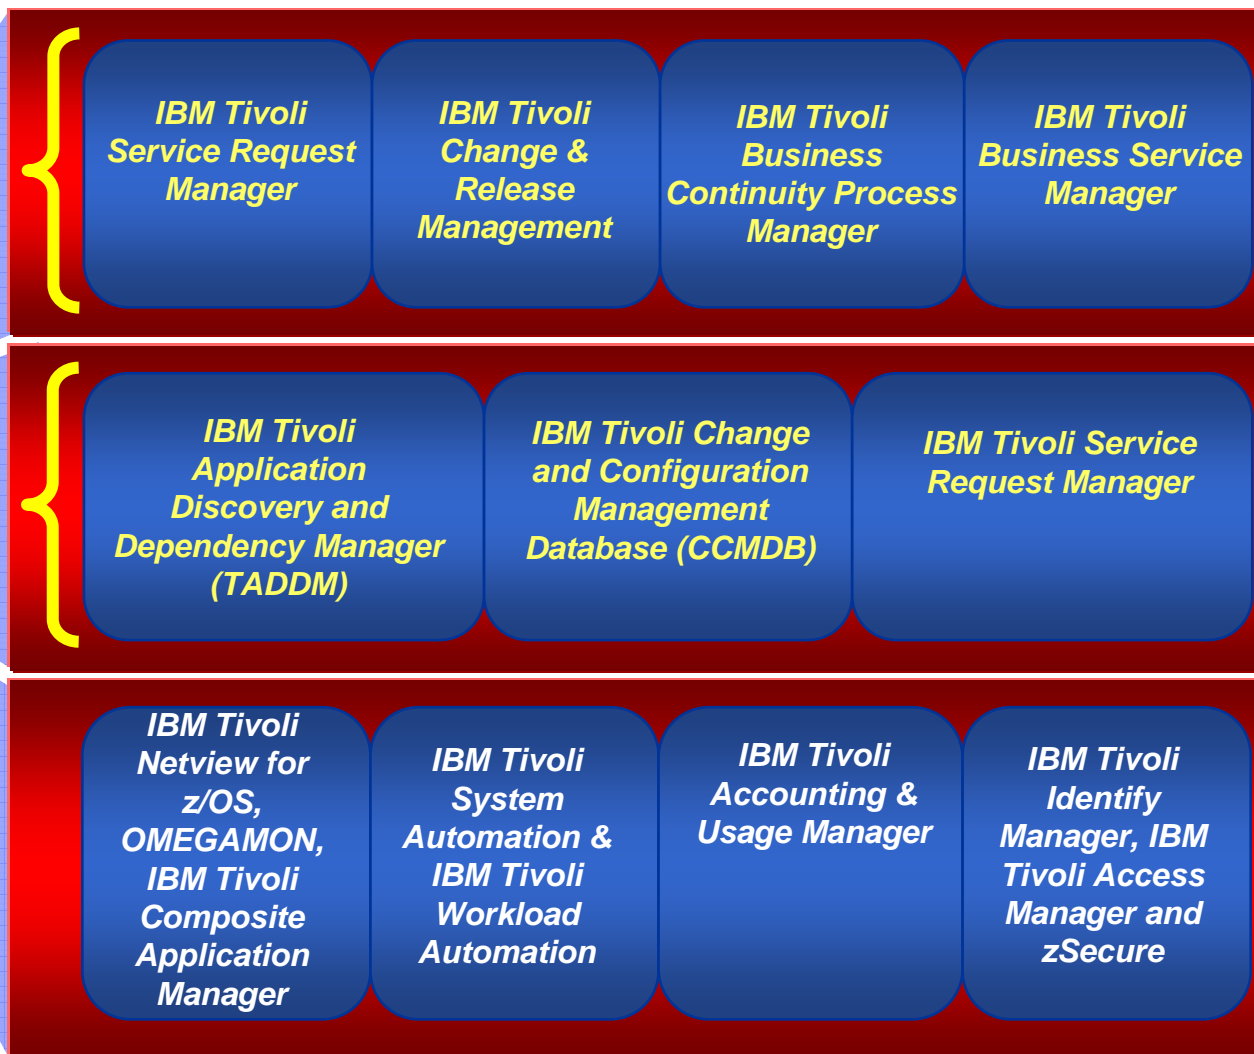 IBM Tivoli
Service Request
Manager
IBM Tivoli
Change &
Release
Management
IBM Tivoli
Business
Continuity Process
Manager
IBM Tivoli
Business Service
Manager
IBM Tivoli
Application
Discovery and
Dependency Manager
(TADDM)
IBM Tivoli Change
and Configuration
Management
Database (CCMDB)
IBM Tivoli Service
Request Manager
IBM Tivoli
Netview for
z/OS,
OMEGAMON,
IBM Tivoli
Composite
Application
Manager
IBM Tivoli
System
Automation &
IBM Tivoli
Workload
Automation
IBM Tivoli
Accounting &
Usage Manager
IBM Tivoli
Identify
Manager, IBM
Tivoli Access
Manager and
zSecure